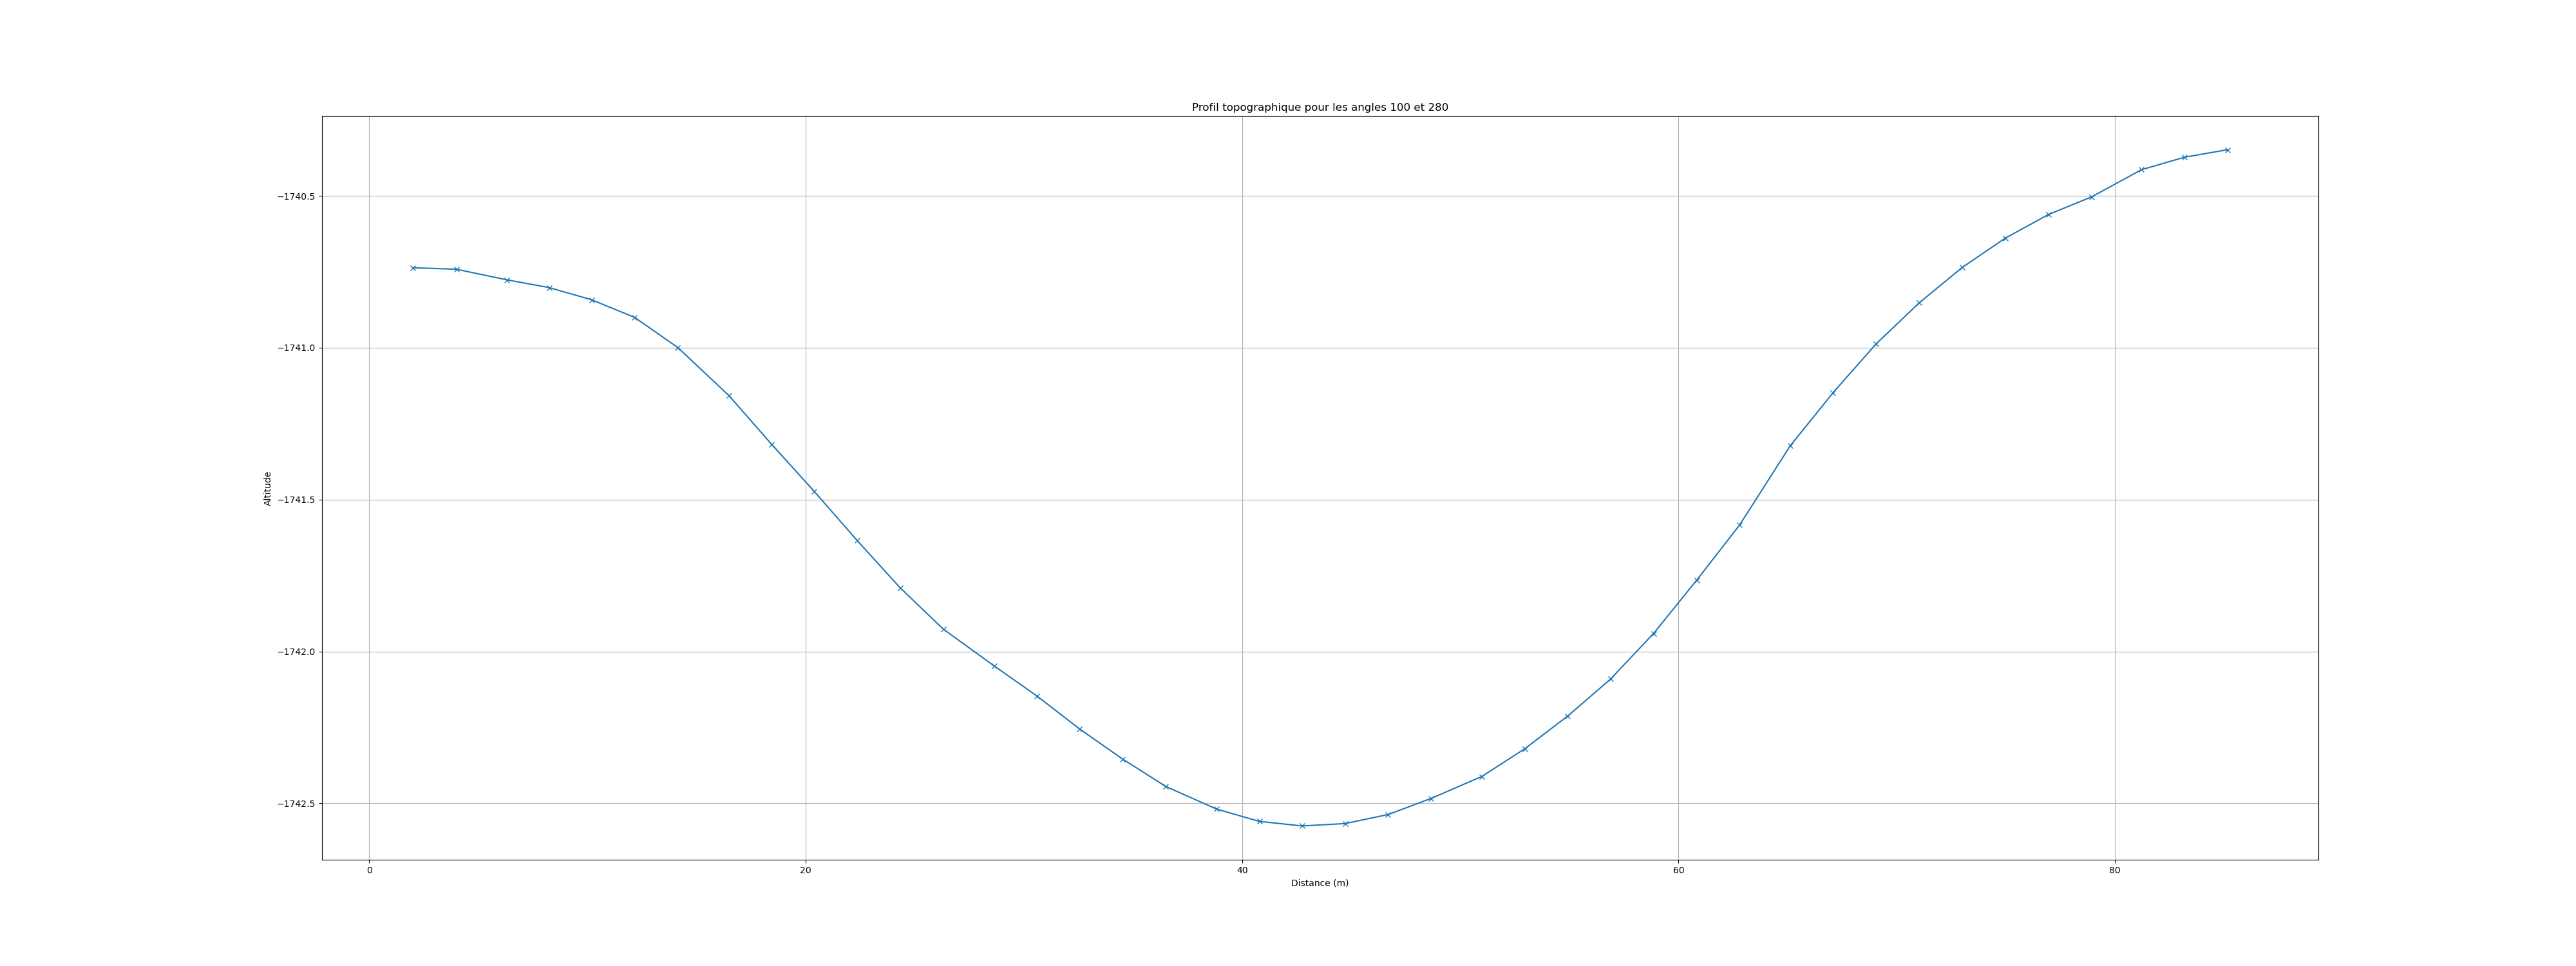 Profil topographique pour les angles 100 et 280
Altitude
−1740.5
−1741.0
−1741.5
−1742.0
−1742.5
0 20 40 60 80
Distance (m)